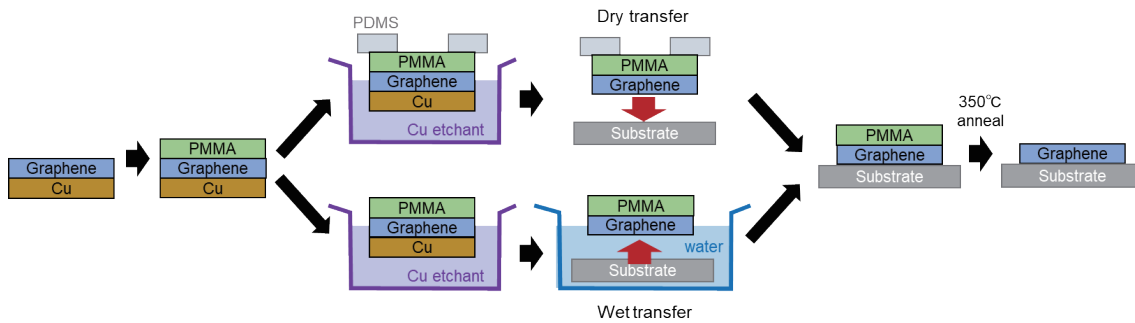 Graphene
Cu
PMMA
Graphene
Cu
PDMS
PMMA
Graphene
Cu
Cu etchant
Dry transfer
PMMA
Graphene
Substrate
PMMA
Graphene
Cu
Cu etchant
PMMA
Graphene
water
Substrate
Wet transfer
PMMA
Graphene
Substrate
350℃
anneal
Graphene
Substrate